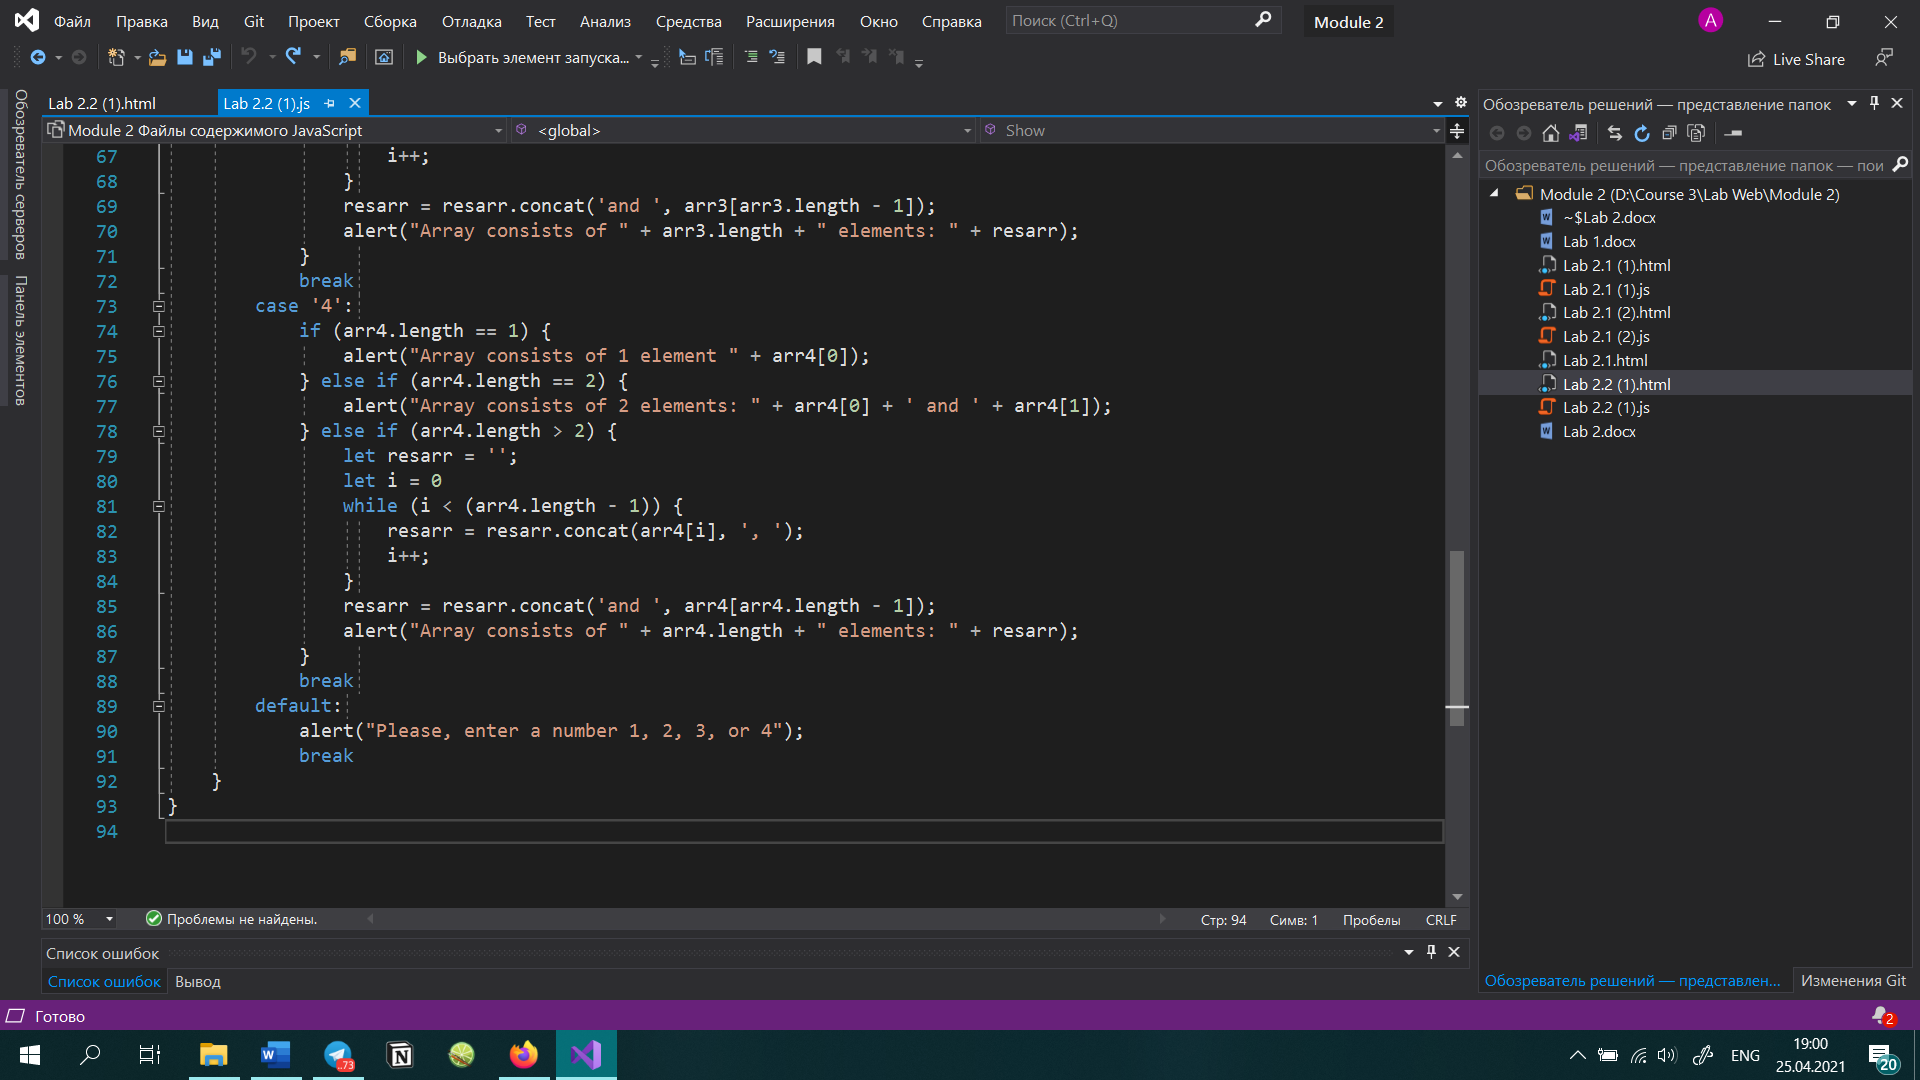 Файл Правка Вид Git Проект Сборка Отладка Тест Анализ Средства Расширения Окно Справка Поиск (Ctrl+Q) Module 2 A
Выбрать элемент запуска... Live Share
Обозреватель серверов
Панель элементов
Lab 2.2 (1).html Lab 2.2 (1).js
Module 2 Файлы содержимого JavaScript <global> Show
67 i++;
68 }
69 resarr = resarr.concat('and ', arr3[arr3.length - 1]);
70 alert("Array consists of " + arr3.length + " elements: " + resarr);
71 }
72 break
73 case '4':
74 if (arr4.length == 1) {
75 alert("Array consists of 1 element " + arr4[0]);
76 } else if (arr4.length == 2) {
77 alert("Array consists of 2 elements: " + arr4[0] + ' and ' + arr4[1]);
78 } else if (arr4.length > 2) {
79 let resarr = '';
80 let i = 0
81 while (i < (arr4.length - 1)) {
82 resarr = resarr.concat(arr4[i], ', ');
83 i++;
84 }
85 resarr = resarr.concat('and ', arr4[arr4.length - 1]);
86 alert("Array consists of " + arr4.length + " elements: " + resarr);
87 }
88 break
89 default:
90 alert("Please, enter a number 1, 2, 3, or 4");
91 break
92 }
93 }
94
100 % Проблемы не найдены. Стр: 94 Симв: 1 Пробелы CRLF
Список ошибок
Список ошибок Вывод
Обозреватель решений — представление папок
Обозреватель решений — представление папок — пои
Module 2 (D:\Course 3\Lab Web\Module 2)
~$Lab 2.docx
Lab 1.docx
Lab 2.1 (1).html
Lab 2.1 (1).js
Lab 2.1 (2).html
Lab 2.1 (2).js
Lab 2.1.html
Lab 2.2 (1).html
Lab 2.2 (1).js
Lab 2.docx
Обозреватель решений — представлен... Изменения Git
Готово 2
..73 ENG 19:00
25.04.2021 20